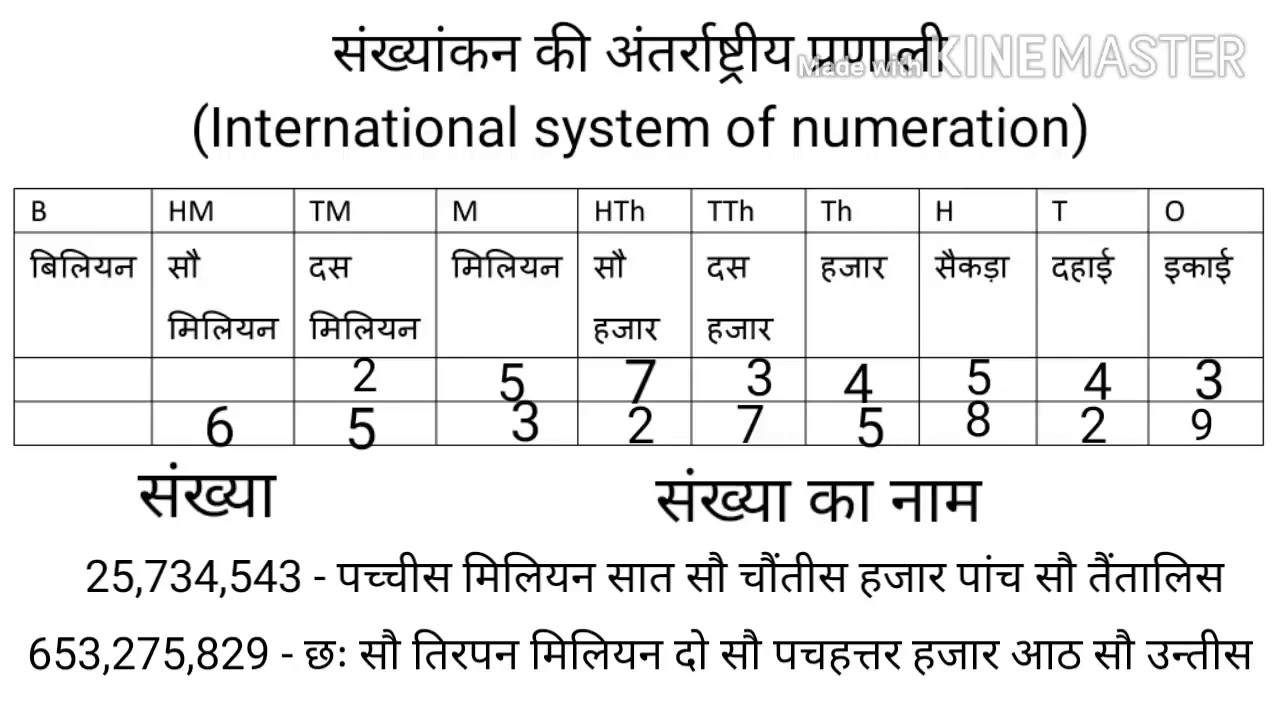 संख्यांकन की अंतर्राष्ट्रीय प्रणाली
Made with KINEMASTER
(International system of numeration)
B HM TM M HTh TTh Th H T O
बिलियन सौ दस मिलियन सौ दस हजार सैकड़ा दहाई इकाई
मिलियन मिलियन हजार हजार
2 5 7 3 4 5 4 3
6 5 3 2 7 5 8 2 9
संख्या संख्या का नाम
25,734,543 - पच्चीस मिलियन सात सौ चौंतीस हजार पांच सौ तैंतालिस
653,275,829 - छः सौ तिरपन मिलियन दो सौ पचहत्तर हजार आठ सौ उन्तीस